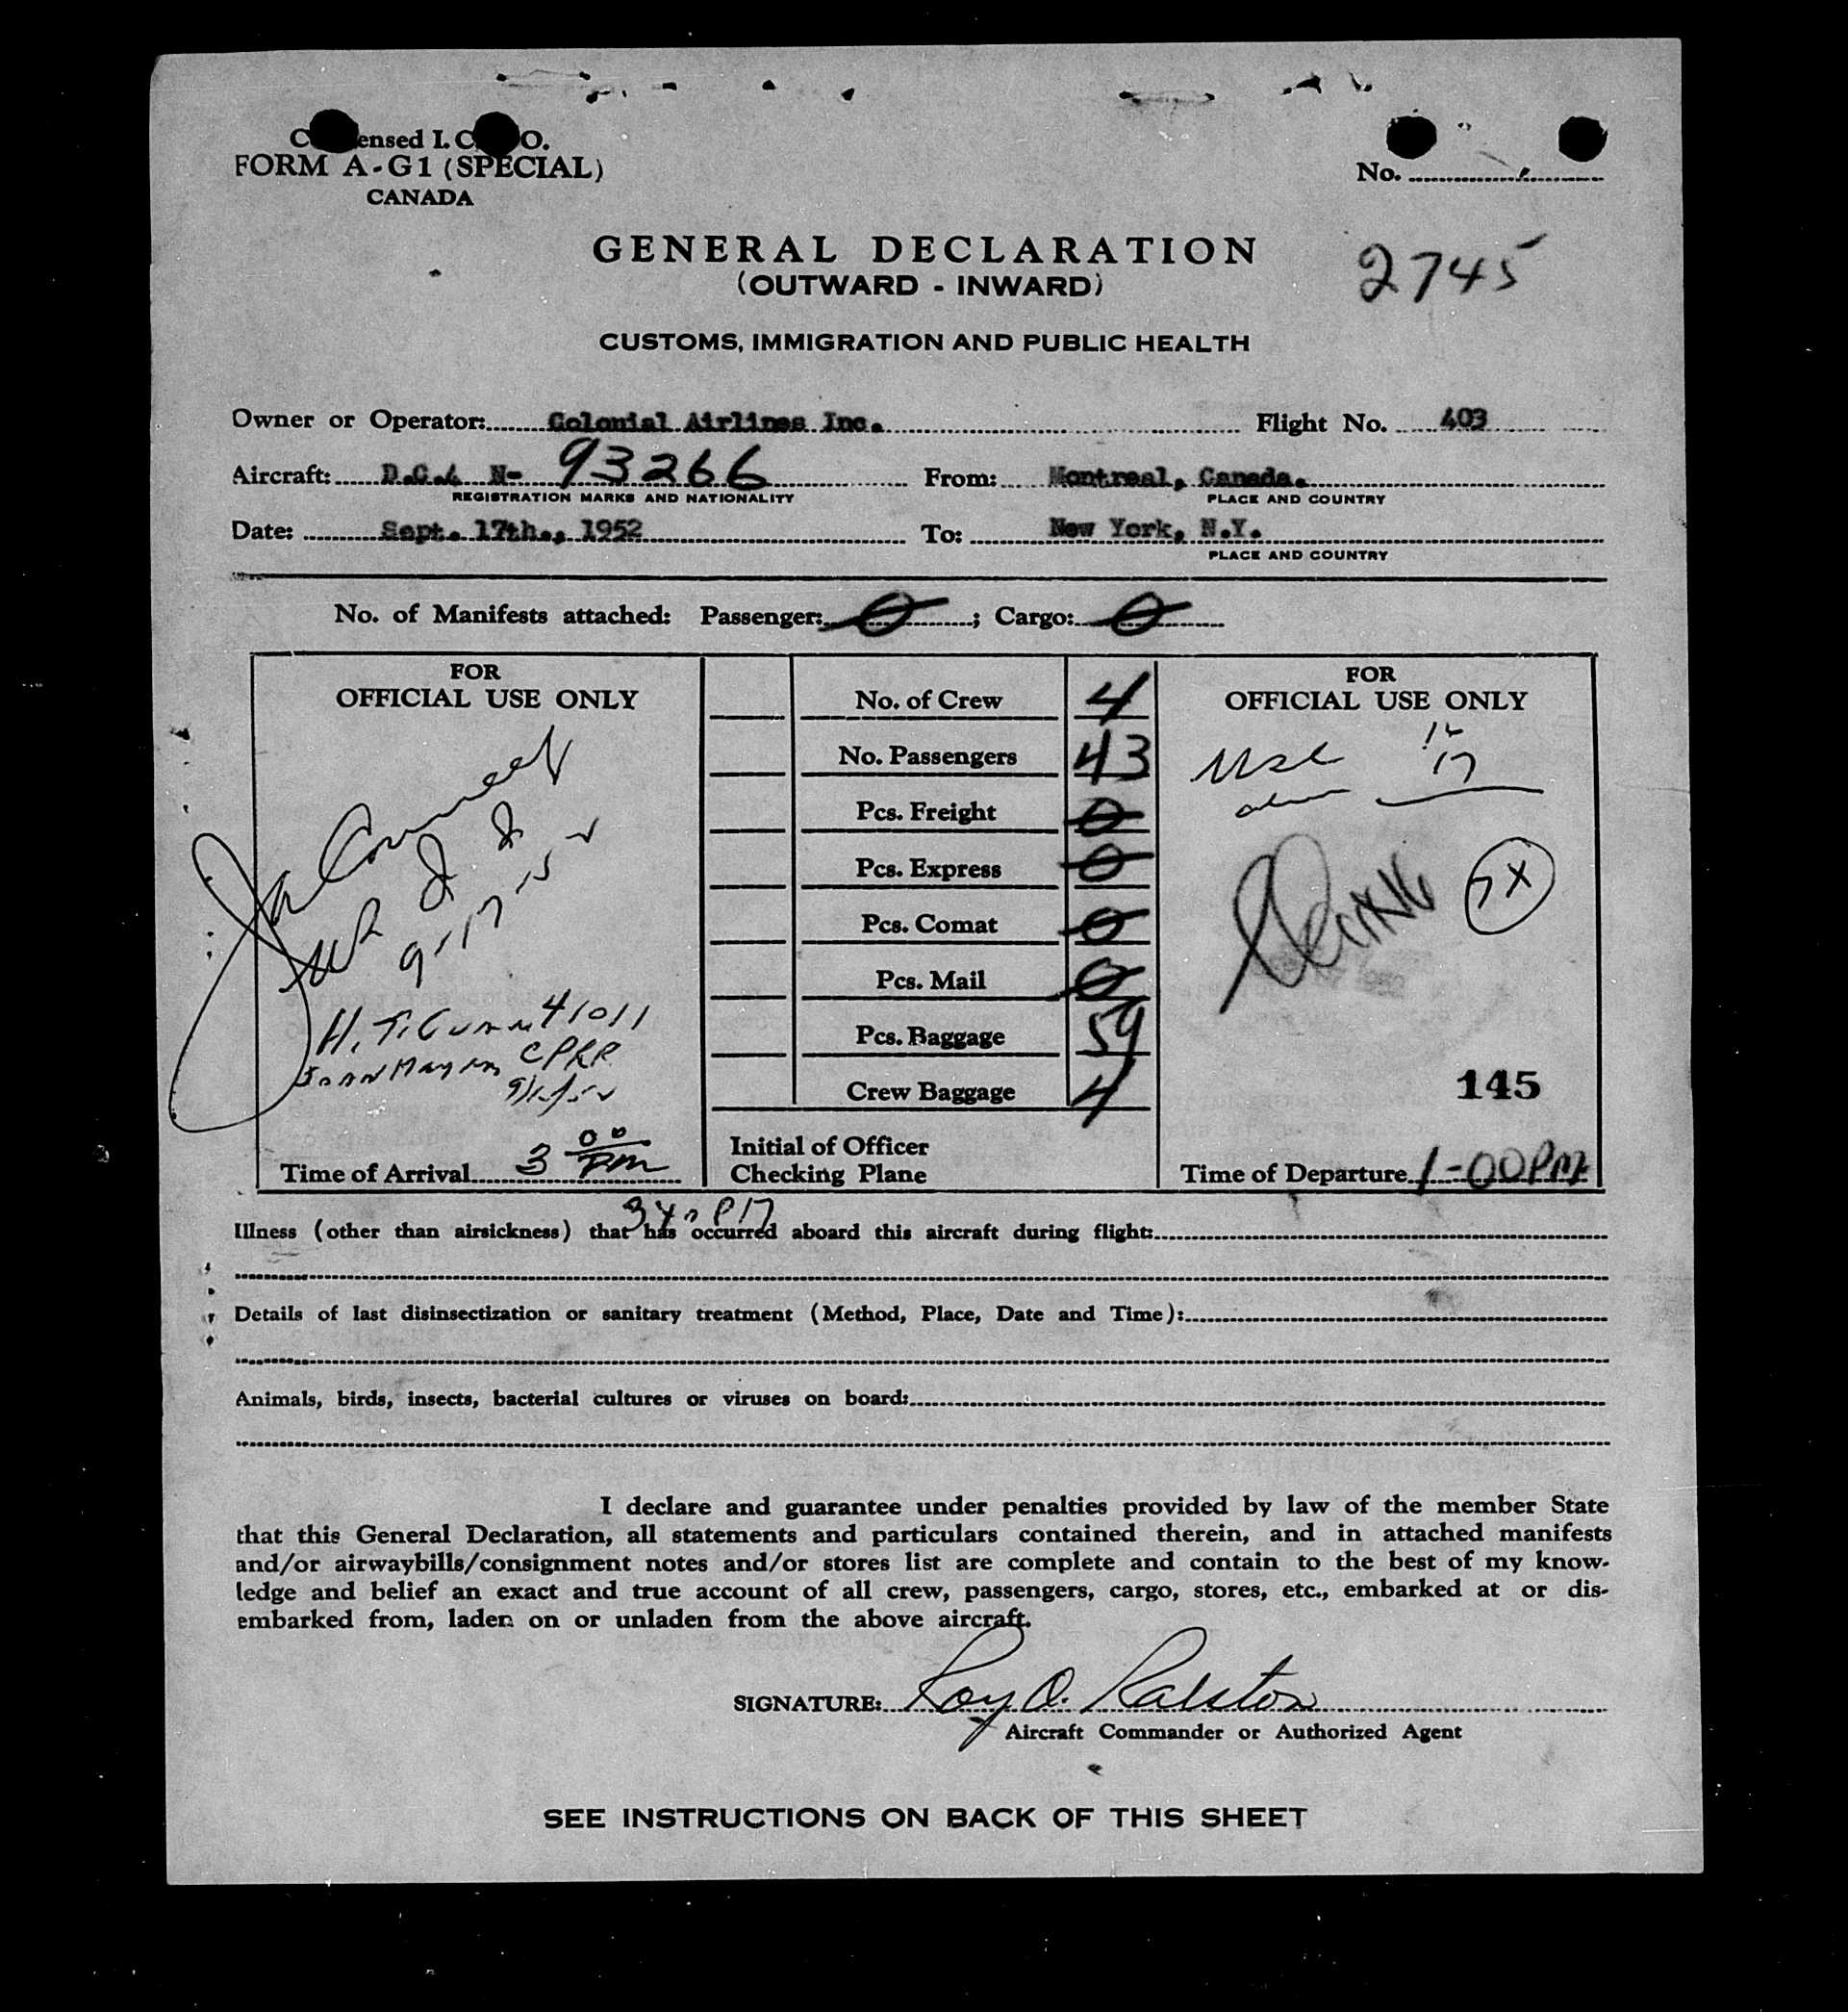 C ensed I. C O.
FORM A-G1 (SPECIAL)
CANADA
No.
GENERAL DECLARATION
(OUTWARD - INWARD)
2745
CUSTOMS, IMMIGRATION AND PUBLIC HEALTH
Owner or Operator: Colonial Airlines Inc. Flight No. 403
Aircraft: D.C.4 N- 93266 From: Montreal, Canada.
REGISTRATION MARKS AND NATIONALITY PLACE AND COUNTRY
Date: Sept. 17th., 1952 To: New York, N.Y.
PLACE AND COUNTRY
No. of Manifests attached: Passenger: 0; Cargo: 0
FOR
OFFICIAL USE ONLY
9-17-52
41011
Time of Arrival 3 00 PM
No. of Crew 4
No. Passengers 43
Pcs. Freight 0
Pcs. Express 0
Pcs. Comat 0
Pcs. Mail 0
Pcs. Baggage 59
Crew Baggage 4
Initial of Officer
Checking Plane
FOR
OFFICIAL USE ONLY
17
145
Time of Departure 1-00PM
Illness (other than airsickness) that has occurred aboard this aircraft during flight:
Details of last disinsectization or sanitary treatment (Method, Place, Date and Time):
Animals, birds, insects, bacterial cultures or viruses on board:
I declare and guarantee under penalties provided by law of the member State
that this General Declaration, all statements and particulars contained therein, and in attached manifests
and/or airwaybills/consignment notes and/or stores list are complete and contain to the best of my know-
ledge and belief an exact and true account of all crew, passengers, cargo, stores, etc., embarked at or dis-
embarked from, laden on or unladen from the above aircraft.
SIGNATURE: Roy O. Ralston
Aircraft Commander or Authorized Agent
SEE INSTRUCTIONS ON BACK OF THIS SHEET